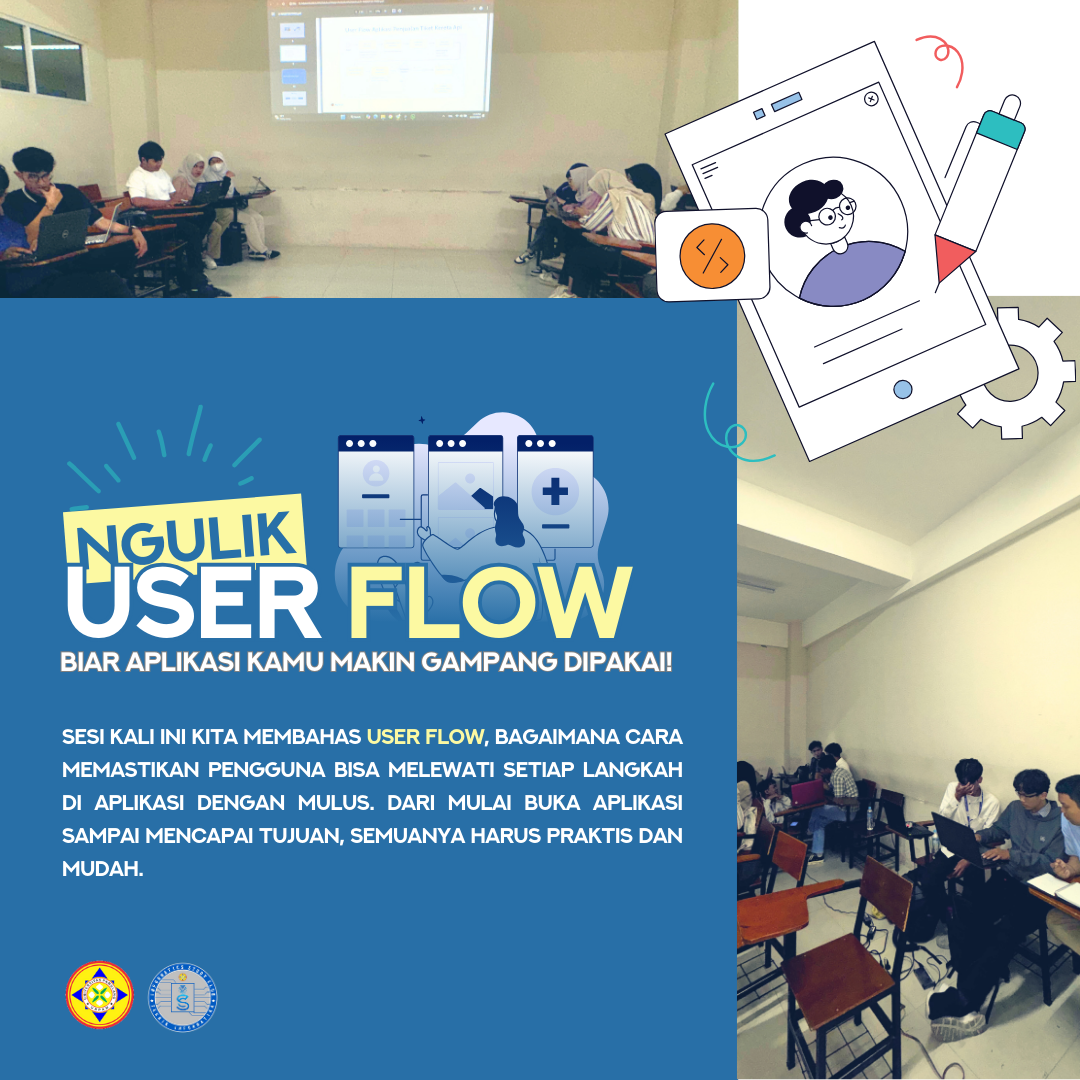 NGULIK
USER FLOW
BIAR APLIKASI KAMU MAKIN GAMPANG DIPAKAI!
SESI KALI INI KITA MEMBAHAS USER FLOW, BAGAIMANA CARA
MEMASTIKAN PENGGUNA BISA MELEWATI SETIAP LANGKAH
DI APLIKASI DENGAN MULUS. DARI MULAI BUKA APLIKASI
SAMPAI MENCAPAI TUJUAN, SEMUANYA HARUS PRAKTIS DAN
MUDAH.